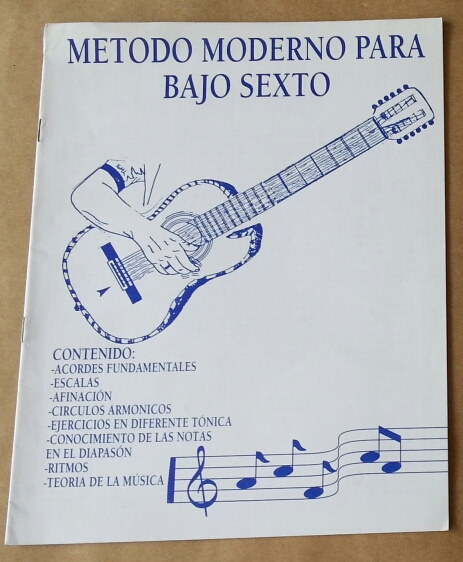 METODO MODERNO PARA
BAJO SEXTO
CONTENIDO:
-ACORDES FUNDAMENTALES
-ESCALAS
-AFINACIÓN
-CIRCULOS ARMONICOS
-EJERCICIOS EN DIFERENTE TÓNICA
-CONOCIMIENTO DE LAS NOTAS
EN EL DIAPASÓN
-RITMOS
-TEORIA DE LA MÚSICA